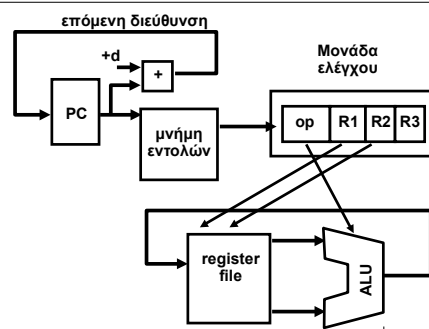 επόμενη διεύθυνση
+d
+
PC
μνήμη
εντολών
Μονάδα
ελέγχου
op R1 R2 R3
register
file
ALU